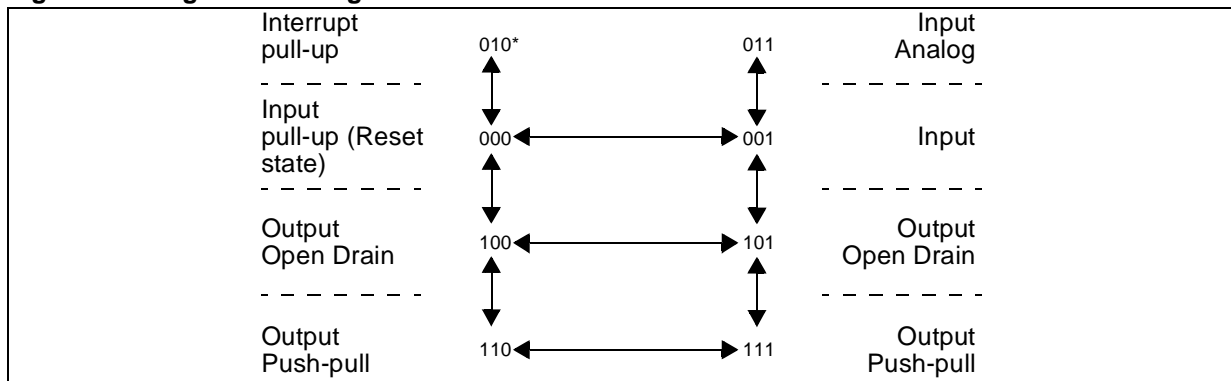 Interrupt
pull-up
010*
011
Input
Analog
Input
pull-up (Reset
state)
000
001
Input
Output
Open Drain
100
101
Output
Open Drain
Output
Push-pull
110
111
Output
Push-pull